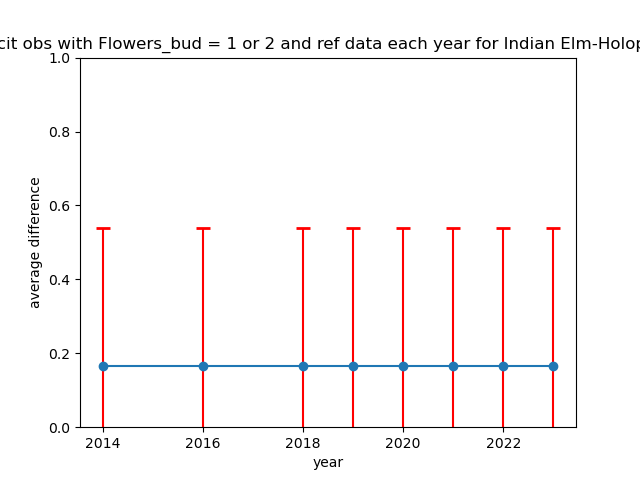 cit obs with Flowers_bud = 1 or 2 and ref data each year for Indian Elm-Holop
1.0
0.8
0.6
0.4
0.2
0.0
average difference
2014 2016 2018 2020 2022
year